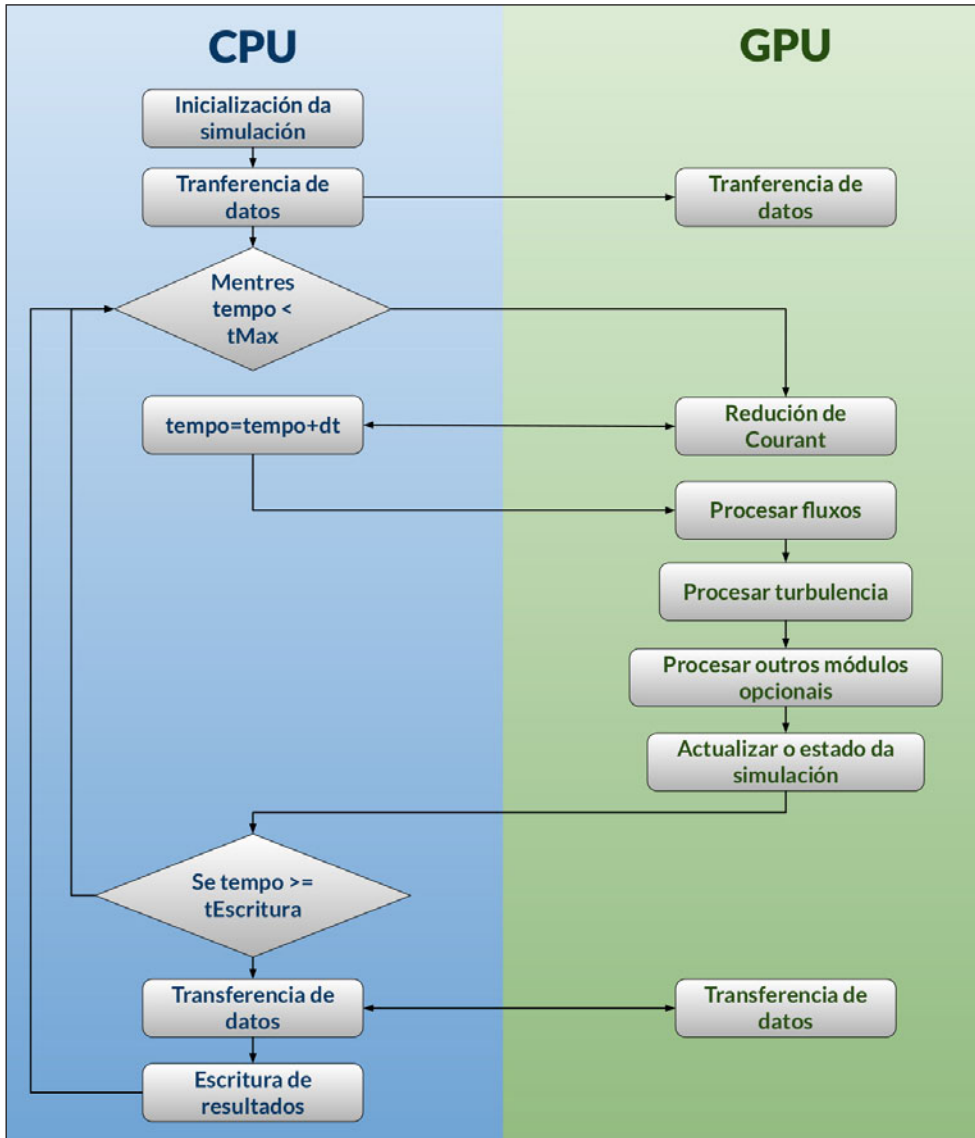 CPU
GPU
Inicialización da
simulación
Tranferencia de
datos
Tranferencia de
datos
Mentres
tempo <
tMax
tempo=tempo+dt
Redución de
Courant
Procesar fluxos
Procesar turbulencia
Procesar outros módulos
opcionais
Actualizar o estado da
simulación
Se tempo >=
tEscritura
Transferencia de
datos
Transferencia de
datos
Escritura de
resultados